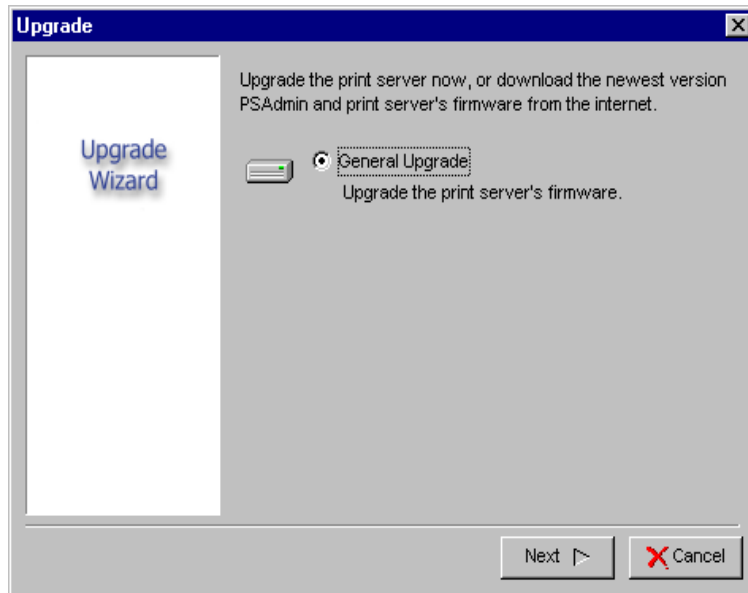 Upgrade
Upgrade the print server now, or download the newest version
PSAdmin and print server's firmware from the internet.
Upgrade
Wizard
General Upgrade
Upgrade the print server's firmware.
Next
Cancel